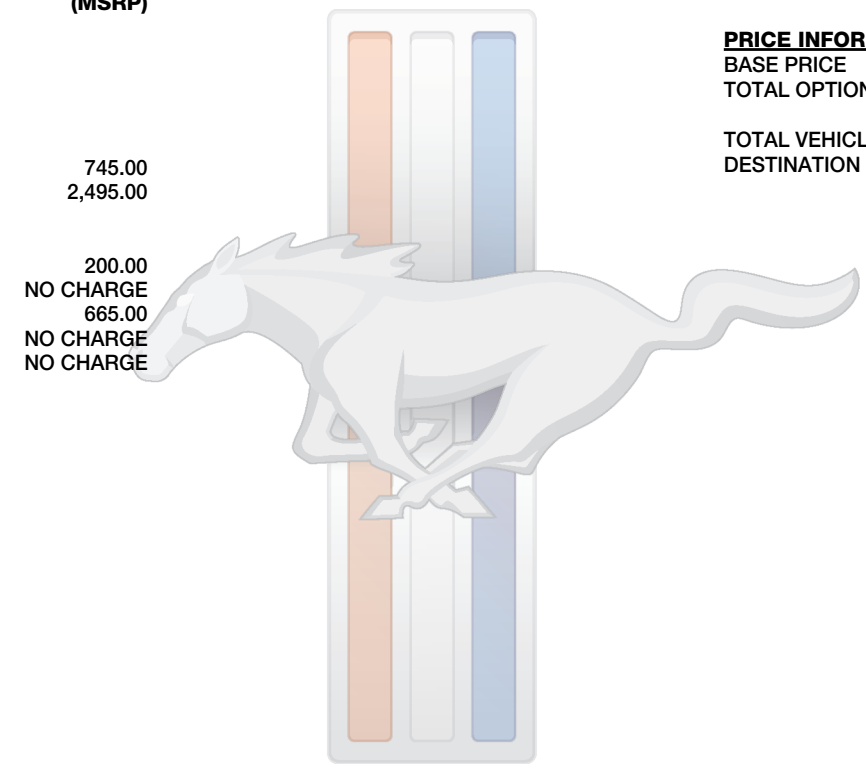 (MSRP)
745.00
2,495.00
200.00
NO CHARGE
665.00
NO CHARGE
NO CHARGE
PRICE INFOR
BASE PRICE
TOTAL OPTION
TOTAL VEHICL
DESTINATION